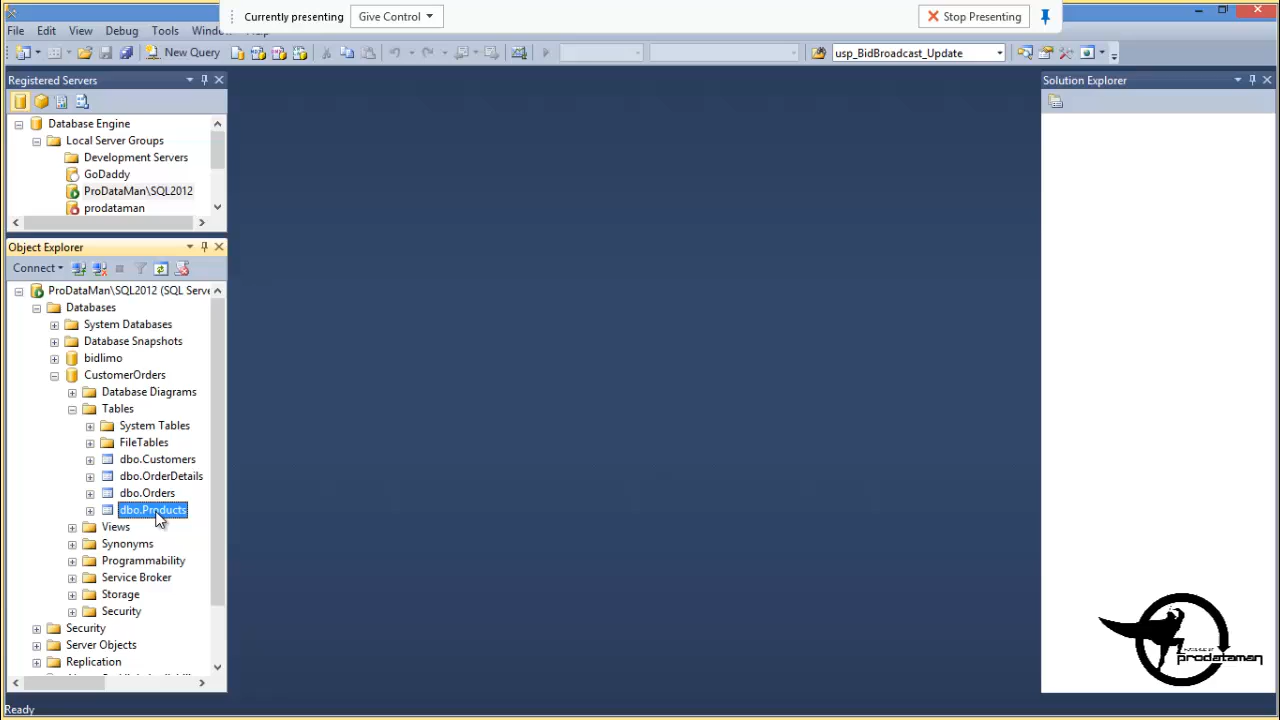 Currently presenting
Give Control
Stop Presenting
File Edit View Debug Tools Window Help
New Query
usp_BidBroadcast_Update
Registered Servers
Database Engine
Local Server Groups
Development Servers
GoDaddy
ProDataMan\SQL2012
prodataman
Object Explorer
Connect
ProDataMan\SQL2012 (SQL Serve
Databases
System Databases
Database Snapshots
bidlimo
CustomerOrders
Database Diagrams
Tables
System Tables
FileTables
dbo.Customers
dbo.OrderDetails
dbo.Orders
dbo.Products
Views
Synonyms
Programmability
Service Broker
Storage
Security
Security
Server Objects
Replication
Solution Explorer
prodataman
Ready